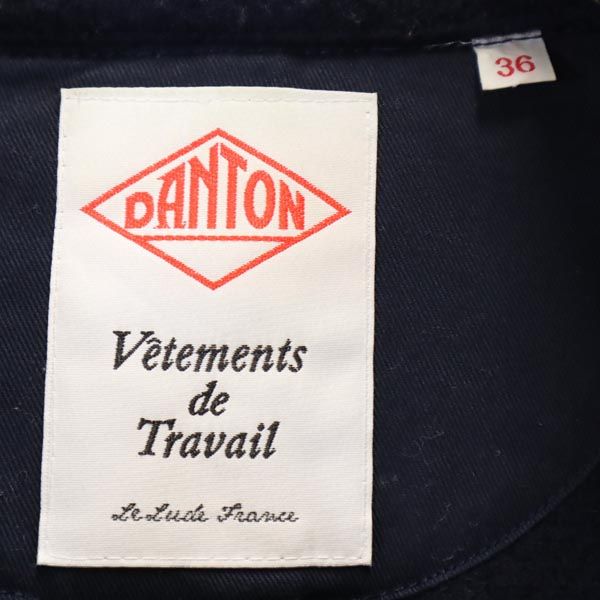 36
DANTON
Vêtements
de
Travail
Le Lude France